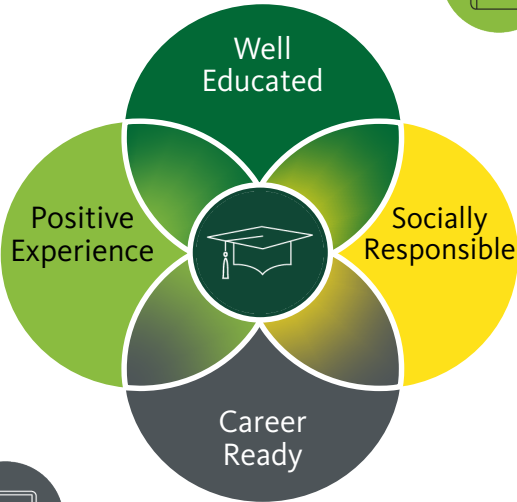 Well
Educated
Positive
Experience
Socially
Responsible
Career
Ready